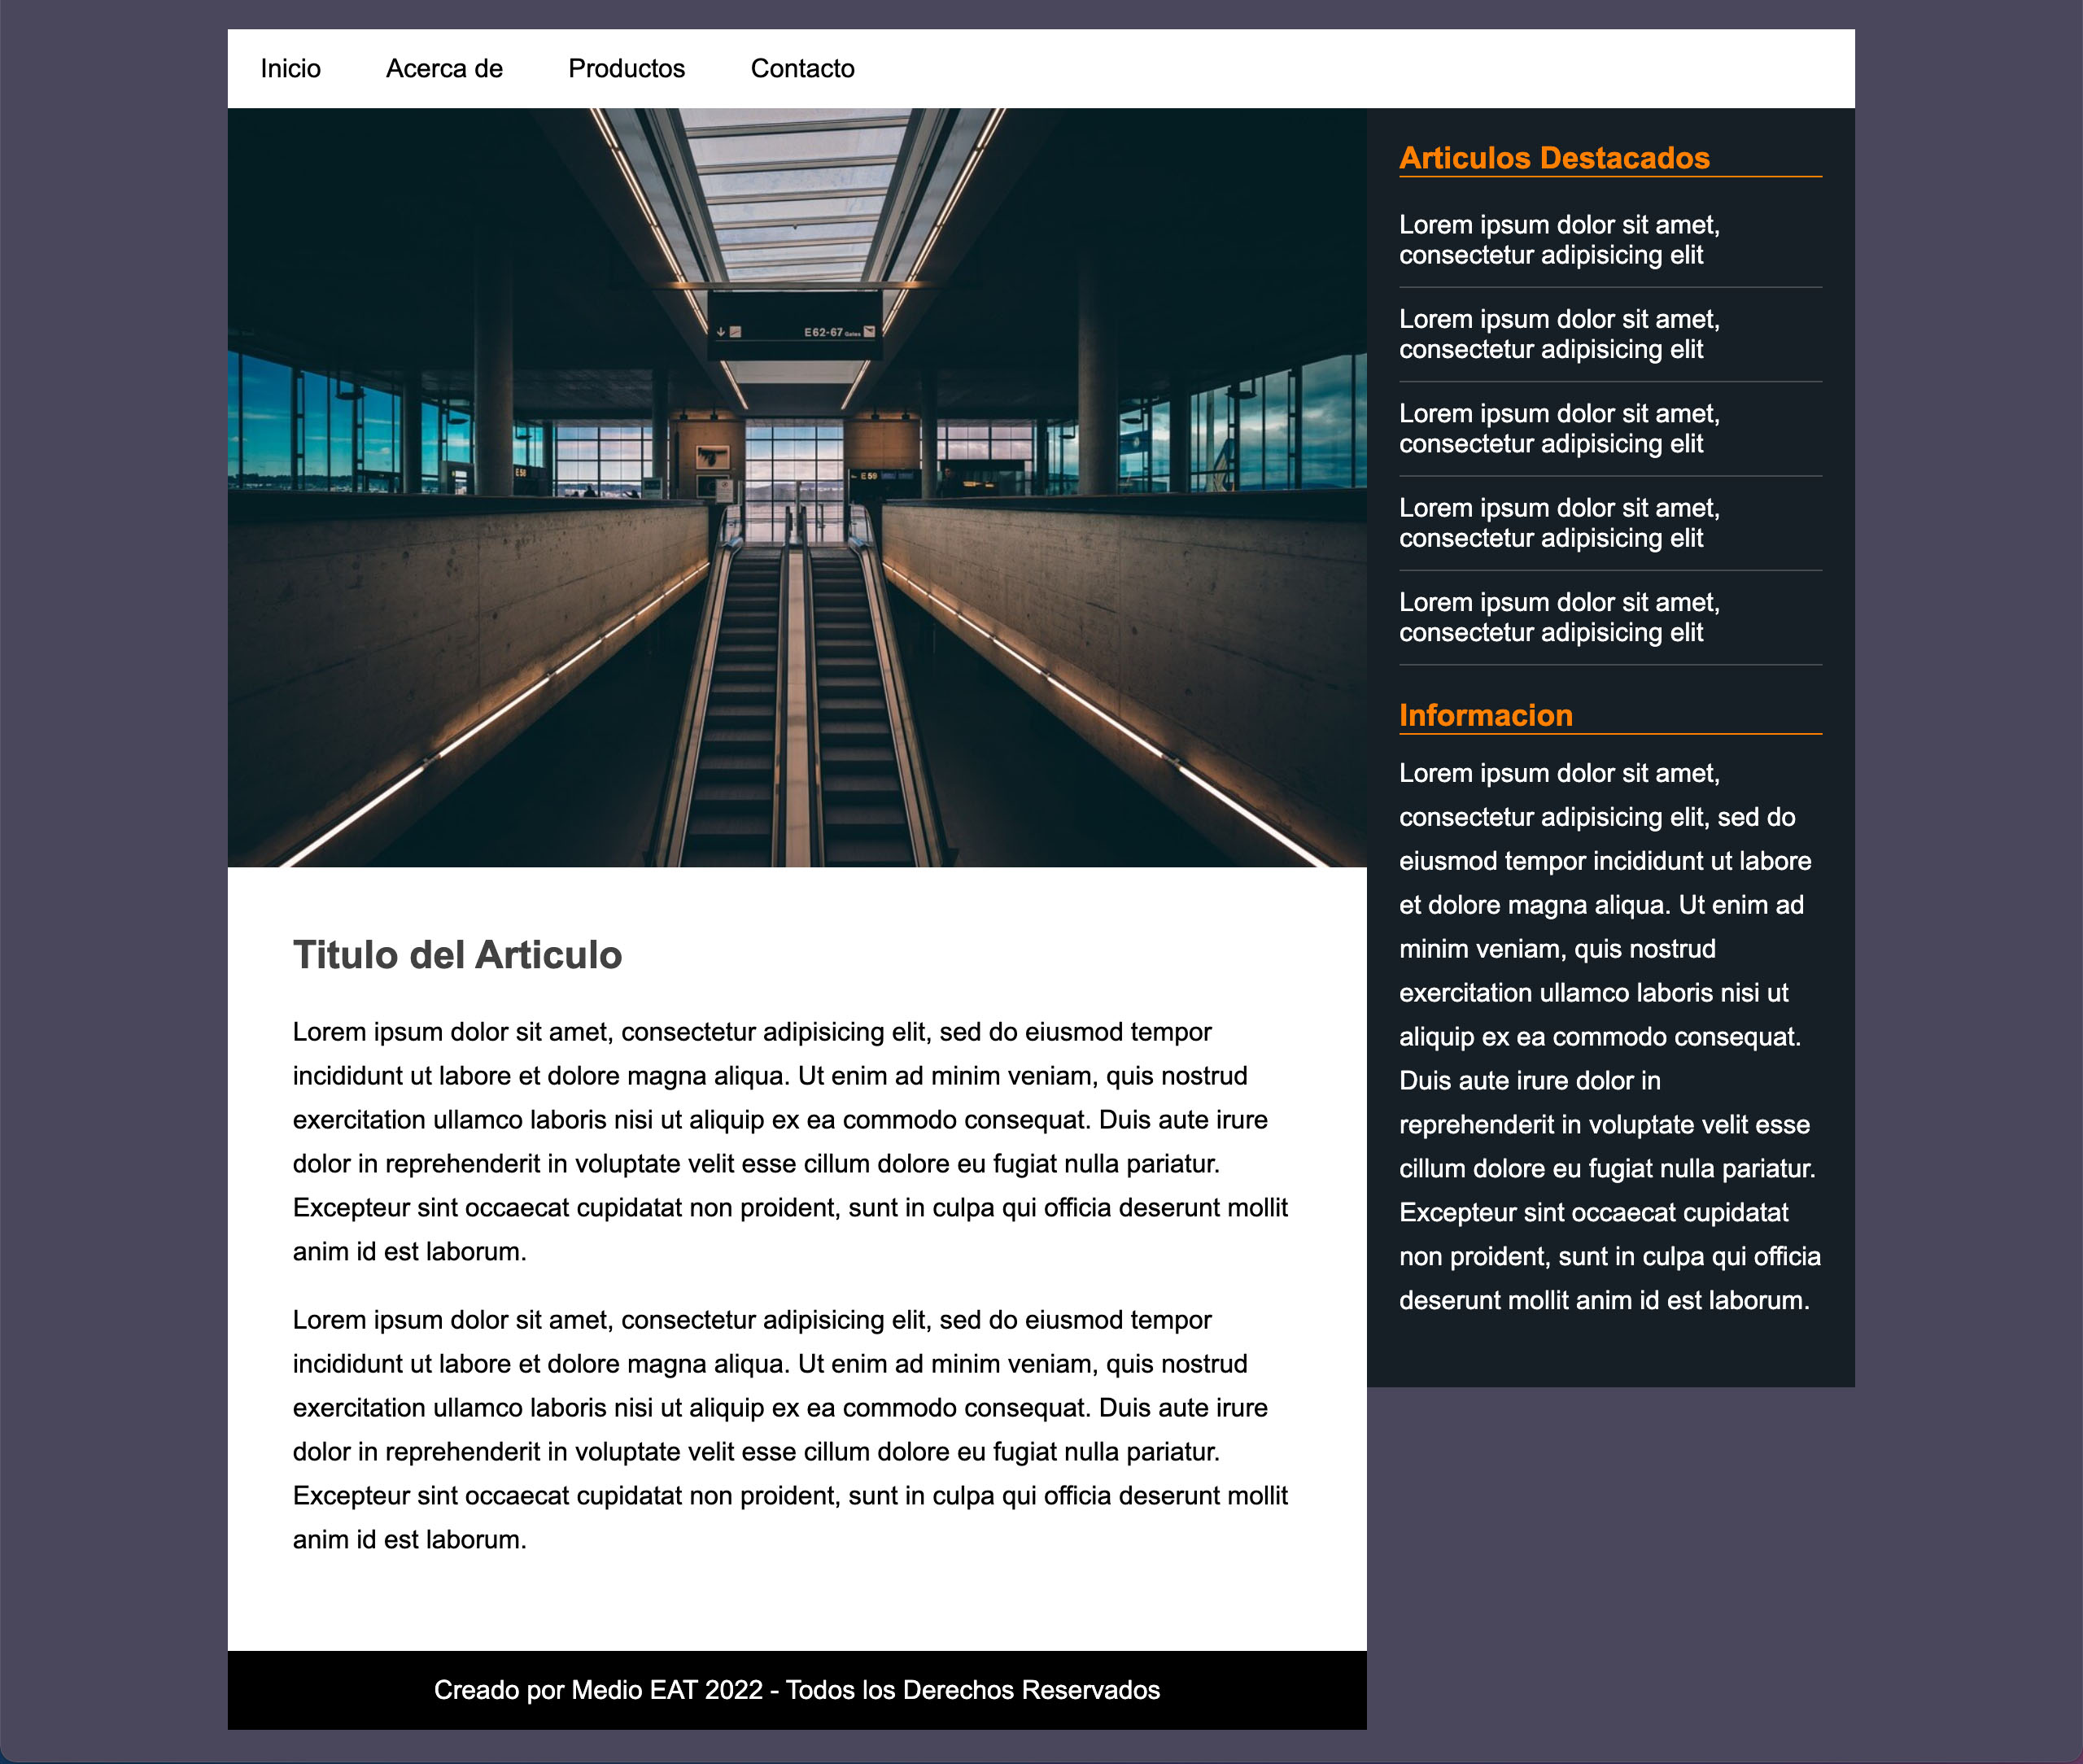 Inicio Acerca de Productos Contacto
E62-67 Gates
E58
E59
Titulo del Articulo
Lorem ipsum dolor sit amet, consectetur adipisicing elit, sed do eiusmod tempor
incididunt ut labore et dolore magna aliqua. Ut enim ad minim veniam, quis nostrud
exercitation ullamco laboris nisi ut aliquip ex ea commodo consequat. Duis aute irure
dolor in reprehenderit in voluptate velit esse cillum dolore eu fugiat nulla pariatur.
Excepteur sint occaecat cupidatat non proident, sunt in culpa qui officia deserunt mollit
anim id est laborum.
Lorem ipsum dolor sit amet, consectetur adipisicing elit, sed do eiusmod tempor
incididunt ut labore et dolore magna aliqua. Ut enim ad minim veniam, quis nostrud
exercitation ullamco laboris nisi ut aliquip ex ea commodo consequat. Duis aute irure
dolor in reprehenderit in voluptate velit esse cillum dolore eu fugiat nulla pariatur.
Excepteur sint occaecat cupidatat non proident, sunt in culpa qui officia deserunt mollit
anim id est laborum.
Articulos Destacados
Lorem ipsum dolor sit amet,
consectetur adipisicing elit
Lorem ipsum dolor sit amet,
consectetur adipisicing elit
Lorem ipsum dolor sit amet,
consectetur adipisicing elit
Lorem ipsum dolor sit amet,
consectetur adipisicing elit
Lorem ipsum dolor sit amet,
consectetur adipisicing elit
Informacion
Lorem ipsum dolor sit amet,
consectetur adipisicing elit, sed do
eiusmod tempor incididunt ut labore
et dolore magna aliqua. Ut enim ad
minim veniam, quis nostrud
exercitation ullamco laboris nisi ut
aliquip ex ea commodo consequat.
Duis aute irure dolor in
reprehenderit in voluptate velit esse
cillum dolore eu fugiat nulla pariatur.
Excepteur sint occaecat cupidatat
non proident, sunt in culpa qui officia
deserunt mollit anim id est laborum.
Creado por Medio EAT 2022 - Todos los Derechos Reservados